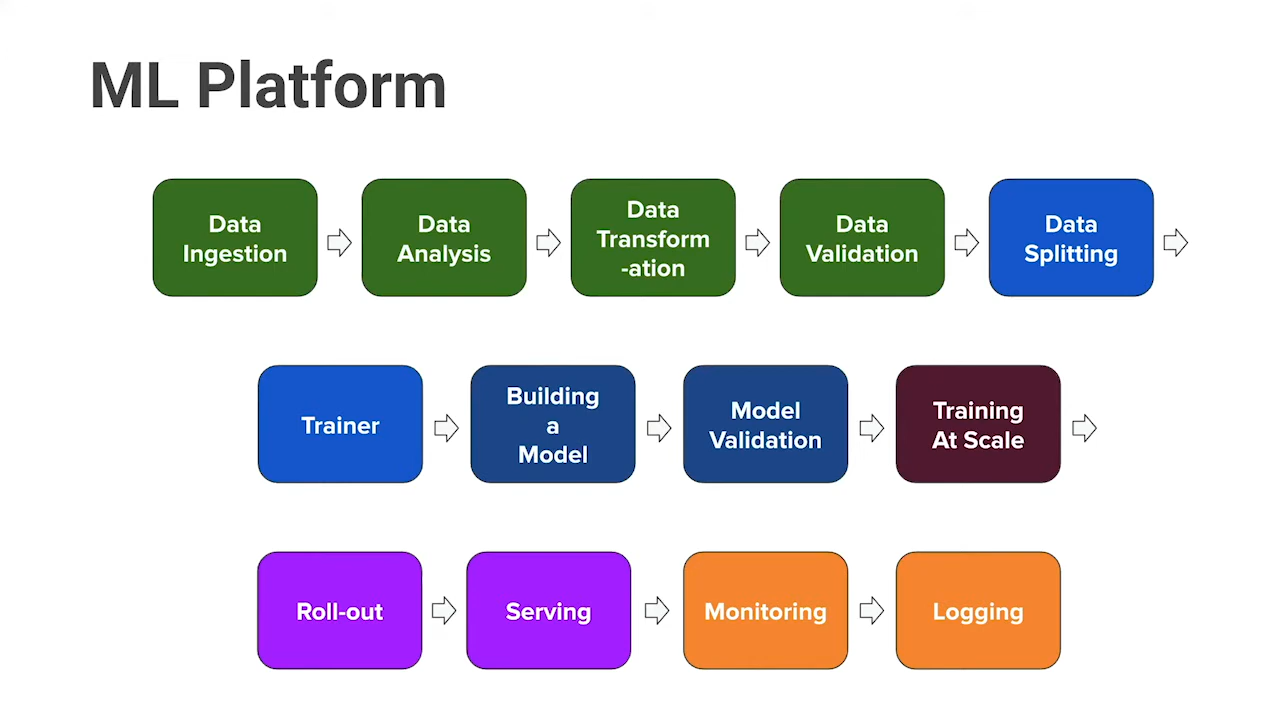 ML Platform
Data
Ingestion
Data
Analysis
Data
Transform
-ation
Data
Validation
Data
Splitting
Trainer
Building
a
Model
Model
Validation
Training
At Scale
Roll-out
Serving
Monitoring
Logging